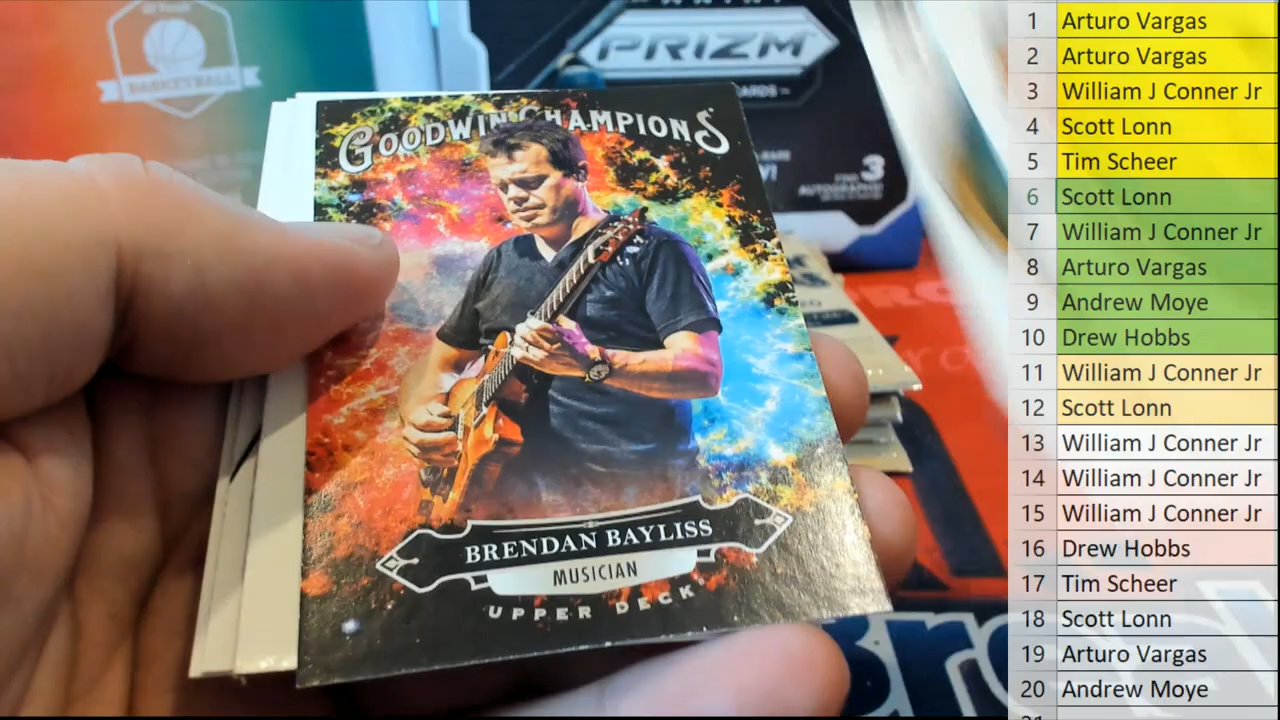 BASKETBALL
PRIZM
CARDS
3
AUTOGRAPHED
GOODWIN CHAMPIONS
BRENDAN BAYLISS
MUSICIAN
UPPER DECK
1 Arturo Vargas
2 Arturo Vargas
3 William J Conner Jr
4 Scott Lonn
5 Tim Scheer
6 Scott Lonn
7 William J Conner Jr
8 Arturo Vargas
9 Andrew Moye
10 Drew Hobbs
11 William J Conner Jr
12 Scott Lonn
13 William J Conner Jr
14 William J Conner Jr
15 William J Conner Jr
16 Drew Hobbs
17 Tim Scheer
18 Scott Lonn
19 Arturo Vargas
20 Andrew Moye